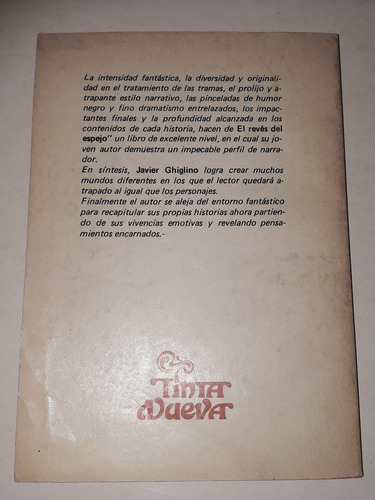 La intensidad fantástica, la diversidad y originali-
dad en el tratamiento de las tramas, el prolijo y a-
trapante estilo narrativo, las pinceladas de humor
negro y fino dramatismo entrelazados, los impac-
tantes finales y la profundidad alcanzada en los
contenidos de cada historia, hacen de El revés del
espejo" un libro de excelente nivel, en el cual su jo-
ven autor demuestra un impecable perfil de narra-
dor.
En síntesis, Javier Ghiglino logra crear muchos
mundos diferentes en los que el lector quedará a-
trapado al igual que los personajes.
Finalmente el autor se aleja del entorno fantástico
para recapitular sus propias historias ahora partien-
do de sus vivencias emotivas y revelando pensa-
mientos encarnados.-
Tinta
Nueva